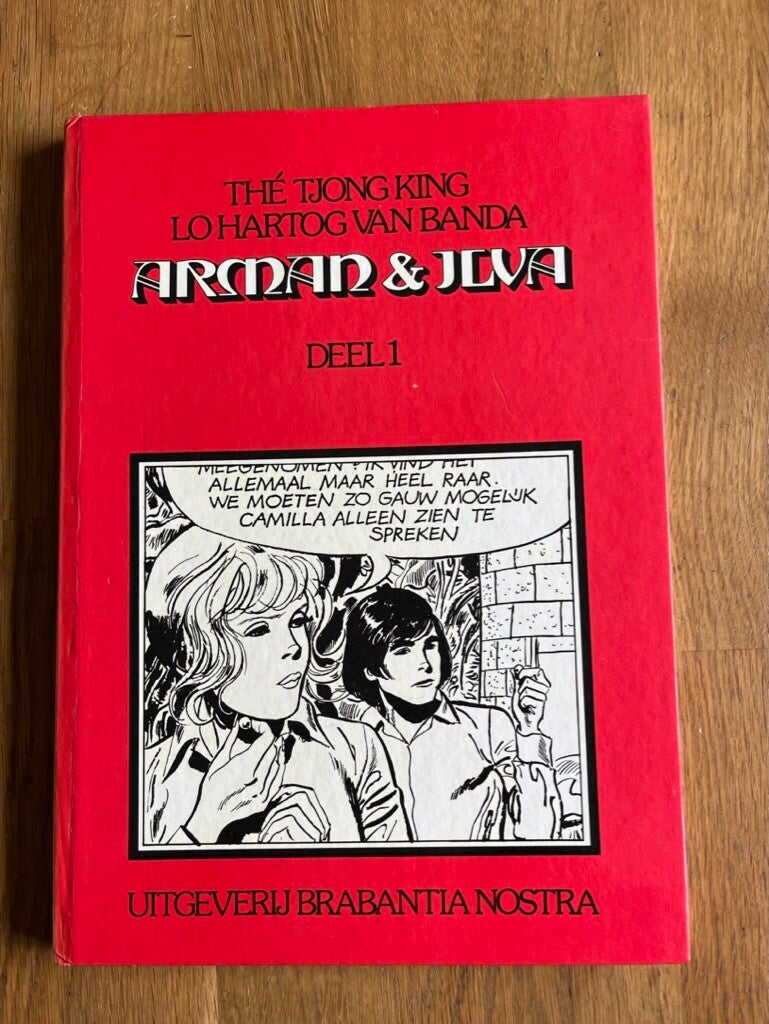 THÉ TJONG KING
LO HARTOG VAN BANDA
ARMAN & ILVA
DEEL 1
MEEGENOMEN? IK VIND HET
ALLEMAAL MAAR HEEL RAAR.
WE MOETEN ZO GAUW MOGELIJK
CAMILLA ALLEEN ZIEN TE
SPREKEN
UITGEVERIJ BRABANTIA NOSTRA